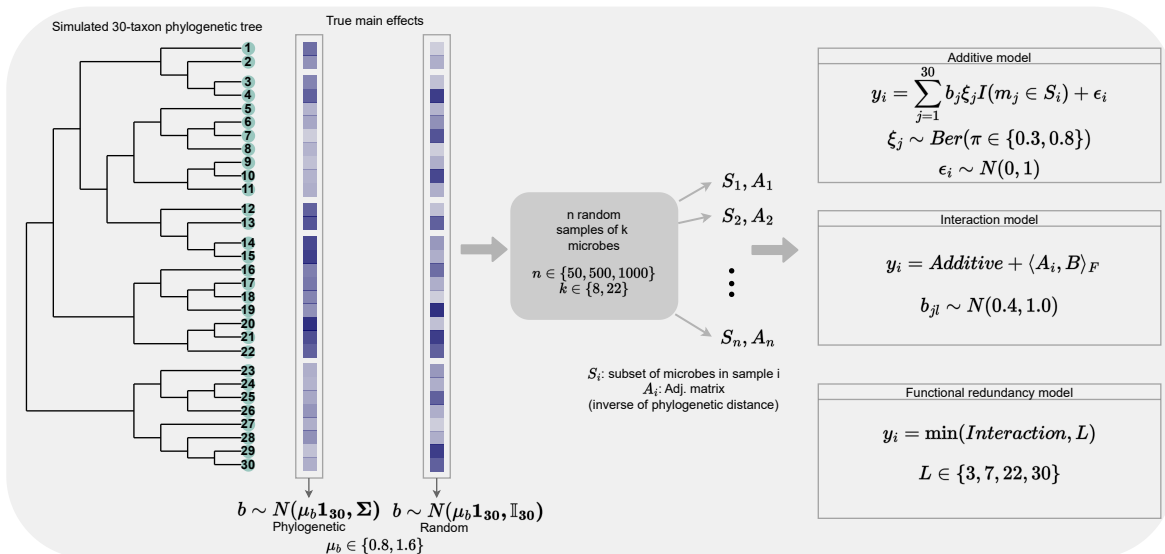 Simulated 30-taxon phylogenetic tree
True main effects
1
2
3
4
5
6
7
8
9
10
11
12
13
14
15
16
17
18
19
20
21
22
23
24
25
26
27
28
29
30
b ∼ N(μ_b 1_30, Σ)
Phylogenetic
b ∼ N(μ_b 1_30, 𝕀_30)
Random
μ_b ∈ {0.8, 1.6}
n random
samples of k
microbes
n ∈ {50, 500, 1000}
k ∈ {8, 22}
S_1, A_1
S_2, A_2
⋮
S_n, A_n
S_i: subset of microbes in sample i
A_i: Adj. matrix
(inverse of phylogenetic distance)
Additive model
y_i = ∑_{j=1}^{30} b_j ξ_j I(m_j ∈ S_i) + ϵ_i
ξ_j ∼ Ber(π ∈ {0.3, 0.8})
ϵ_i ∼ N(0, 1)
Interaction model
y_i = Additive + ⟨A_i, B⟩_F
b_{jl} ∼ N(0.4, 1.0)
Functional redundancy model
y_i = min(Interaction, L)
L ∈ {3, 7, 22, 30}